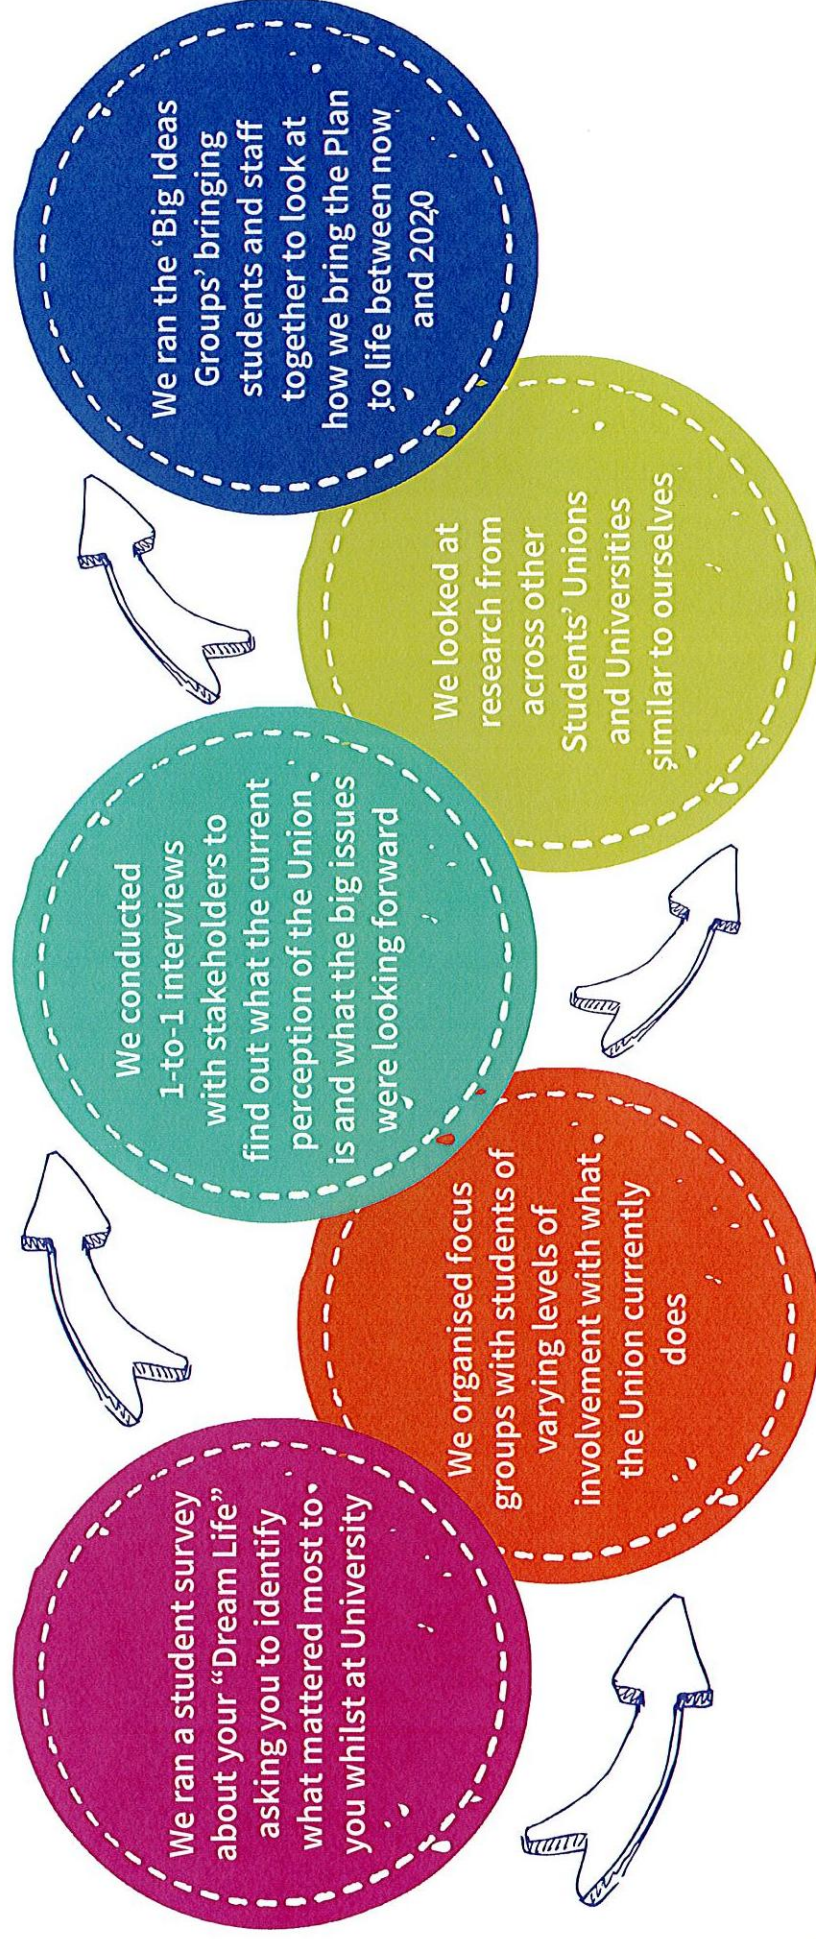 We ran a student survey
about your “Dream Life”
asking you to identify
what mattered most to
you whilst at University
We organised focus
groups with students of
varying levels of
involvement with what
the Union currently
does
We conducted
1-to-1 interviews
with stakeholders to
find out what the current
perception of the Union
is and what the big issues
were looking forward
We looked at
research from
across other
Students’ Unions
and Universities
similar to ourselves
We ran the ‘Big Ideas
Groups’ bringing
students and staff
together to look at
how we bring the Plan
to life between now
and 2020